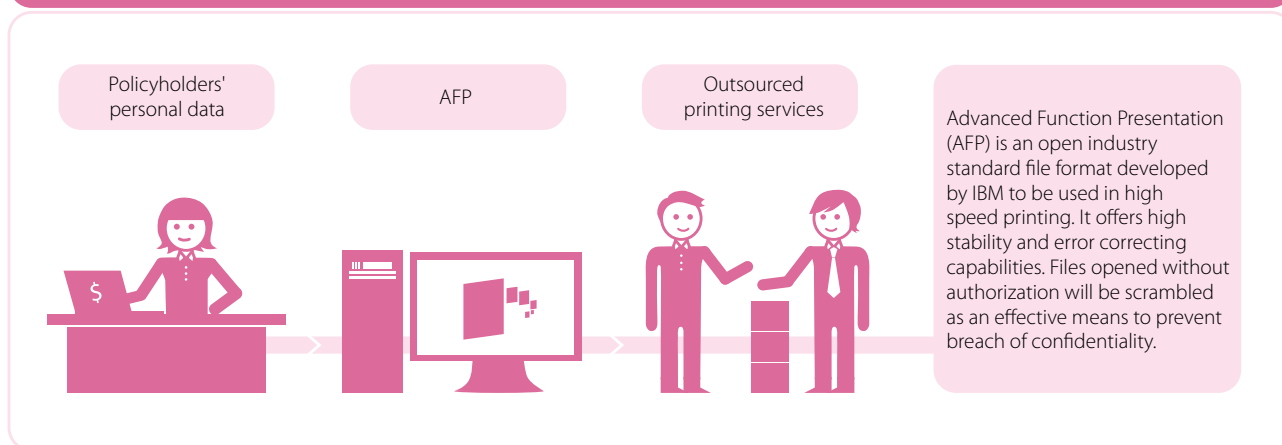 Policyholders'
personal data
AFP
Outsourced
printing services
Advanced Function Presentation
(AFP) is an open industry
standard file format developed
by IBM to be used in high
speed printing. It offers high
stability and error correcting
capabilities. Files opened without
authorization will be scrambled
as an effective means to prevent
breach of confidentiality.
$